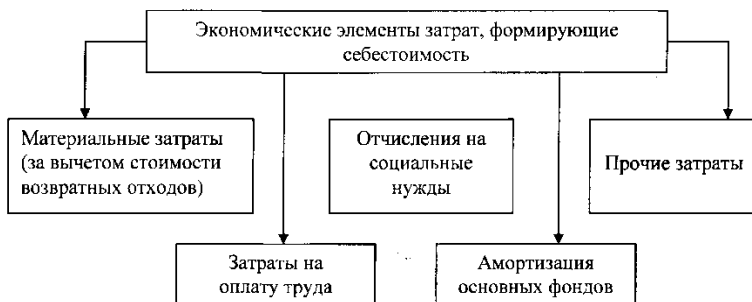 Экономические элементы затрат, формирующие
себестоимость
Материальные затраты
(за вычетом стоимости
возвратных отходов)
Отчисления на
социальные
нужды
Прочие затраты
Затраты на
оплату труда
Амортизация
основных фондов